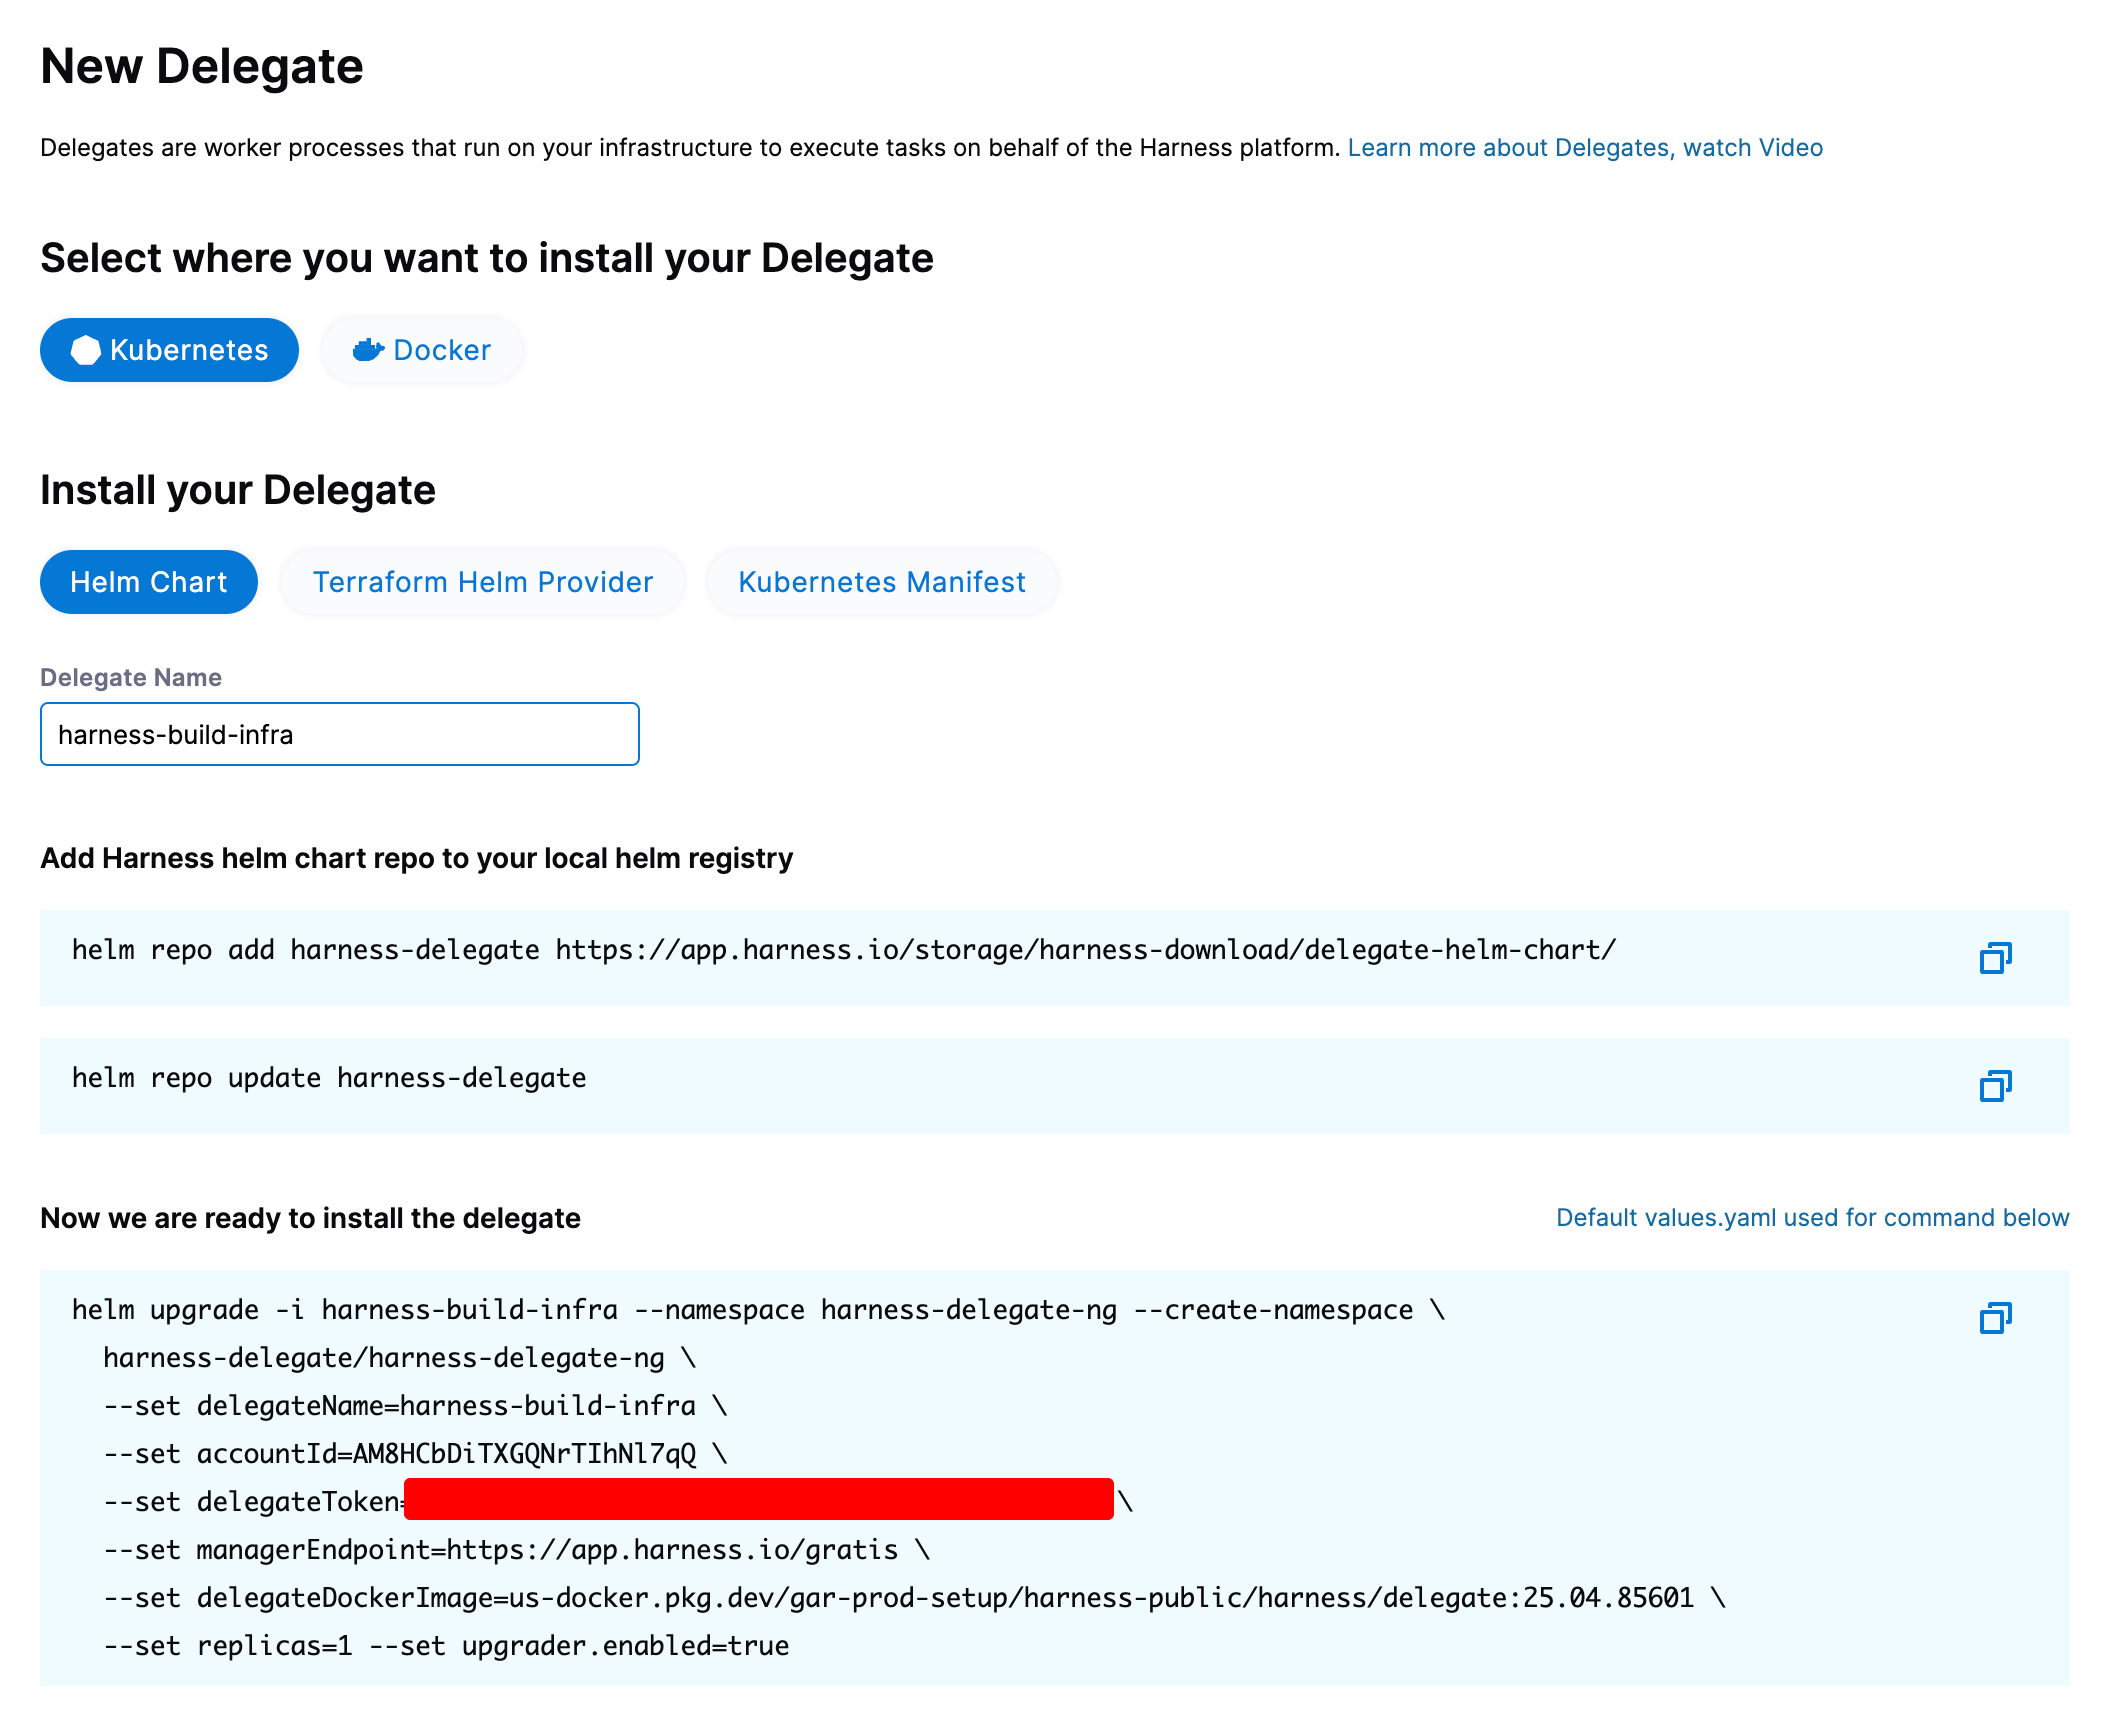 New Delegate
Delegates are worker processes that run on your infrastructure to execute tasks on behalf of the Harness platform. Learn more about Delegates, watch Video
Select where you want to install your Delegate
Kubernetes
Docker
Install your Delegate
Helm Chart
Terraform Helm Provider
Kubernetes Manifest
Delegate Name
harness-build-infra
Add Harness helm chart repo to your local helm registry
helm repo add harness-delegate https://app.harness.io/storage/harness-download/delegate-helm-chart/
helm repo update harness-delegate
Now we are ready to install the delegate
Default values.yaml used for command below
helm upgrade -i harness-build-infra --namespace harness-delegate-ng --create-namespace \
harness-delegate/harness-delegate-ng \
--set delegateName=harness-build-infra \
--set accountId=AM8HCbDiTXGQNrTIhNl7qQ \
--set delegateToken= \
--set managerEndpoint=https://app.harness.io/gratis \
--set delegateDockerImage=us-docker.pkg.dev/gar-prod-setup/harness-public/harness/delegate:25.04.85601 \
--set replicas=1 --set upgrader.enabled=true